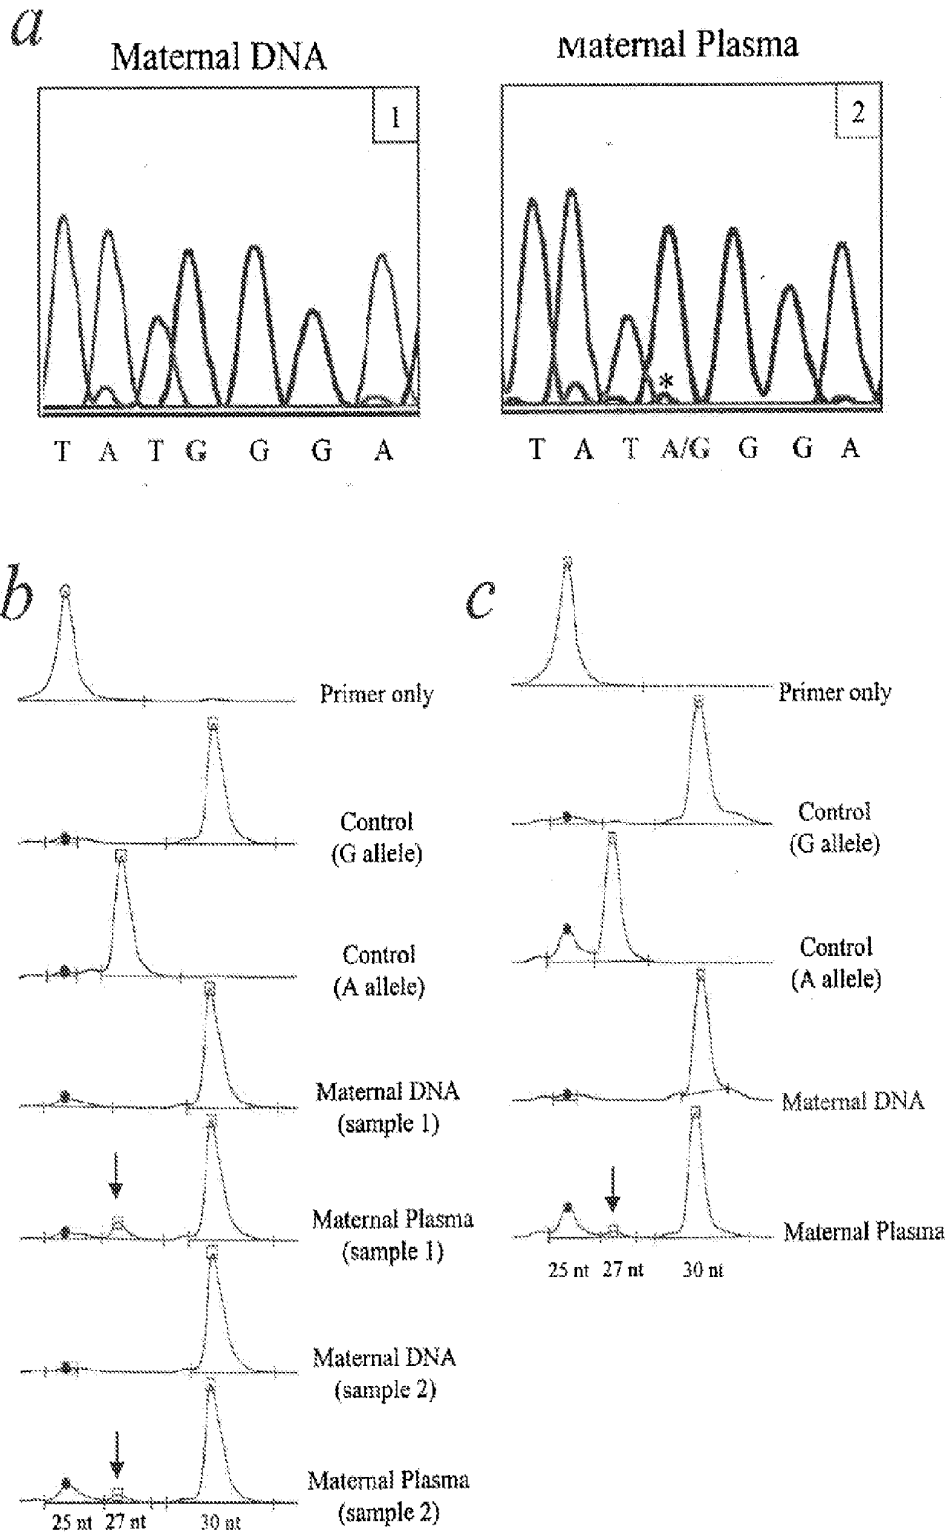 a
Maternal DNA
Maternal Plasma
1
2
*
T A T G G G A
T A T A/G G G A
b
Primer only
Control
(G allele)
Control
(A allele)
Maternal DNA
(sample 1)
Maternal Plasma
(sample 1)
Maternal DNA
(sample 2)
Maternal Plasma
(sample 2)
25 nt 27 nt 30 nt
c
Primer only
Control
(G allele)
Control
(A allele)
Maternal DNA
Maternal Plasma
25 nt 27 nt 30 nt